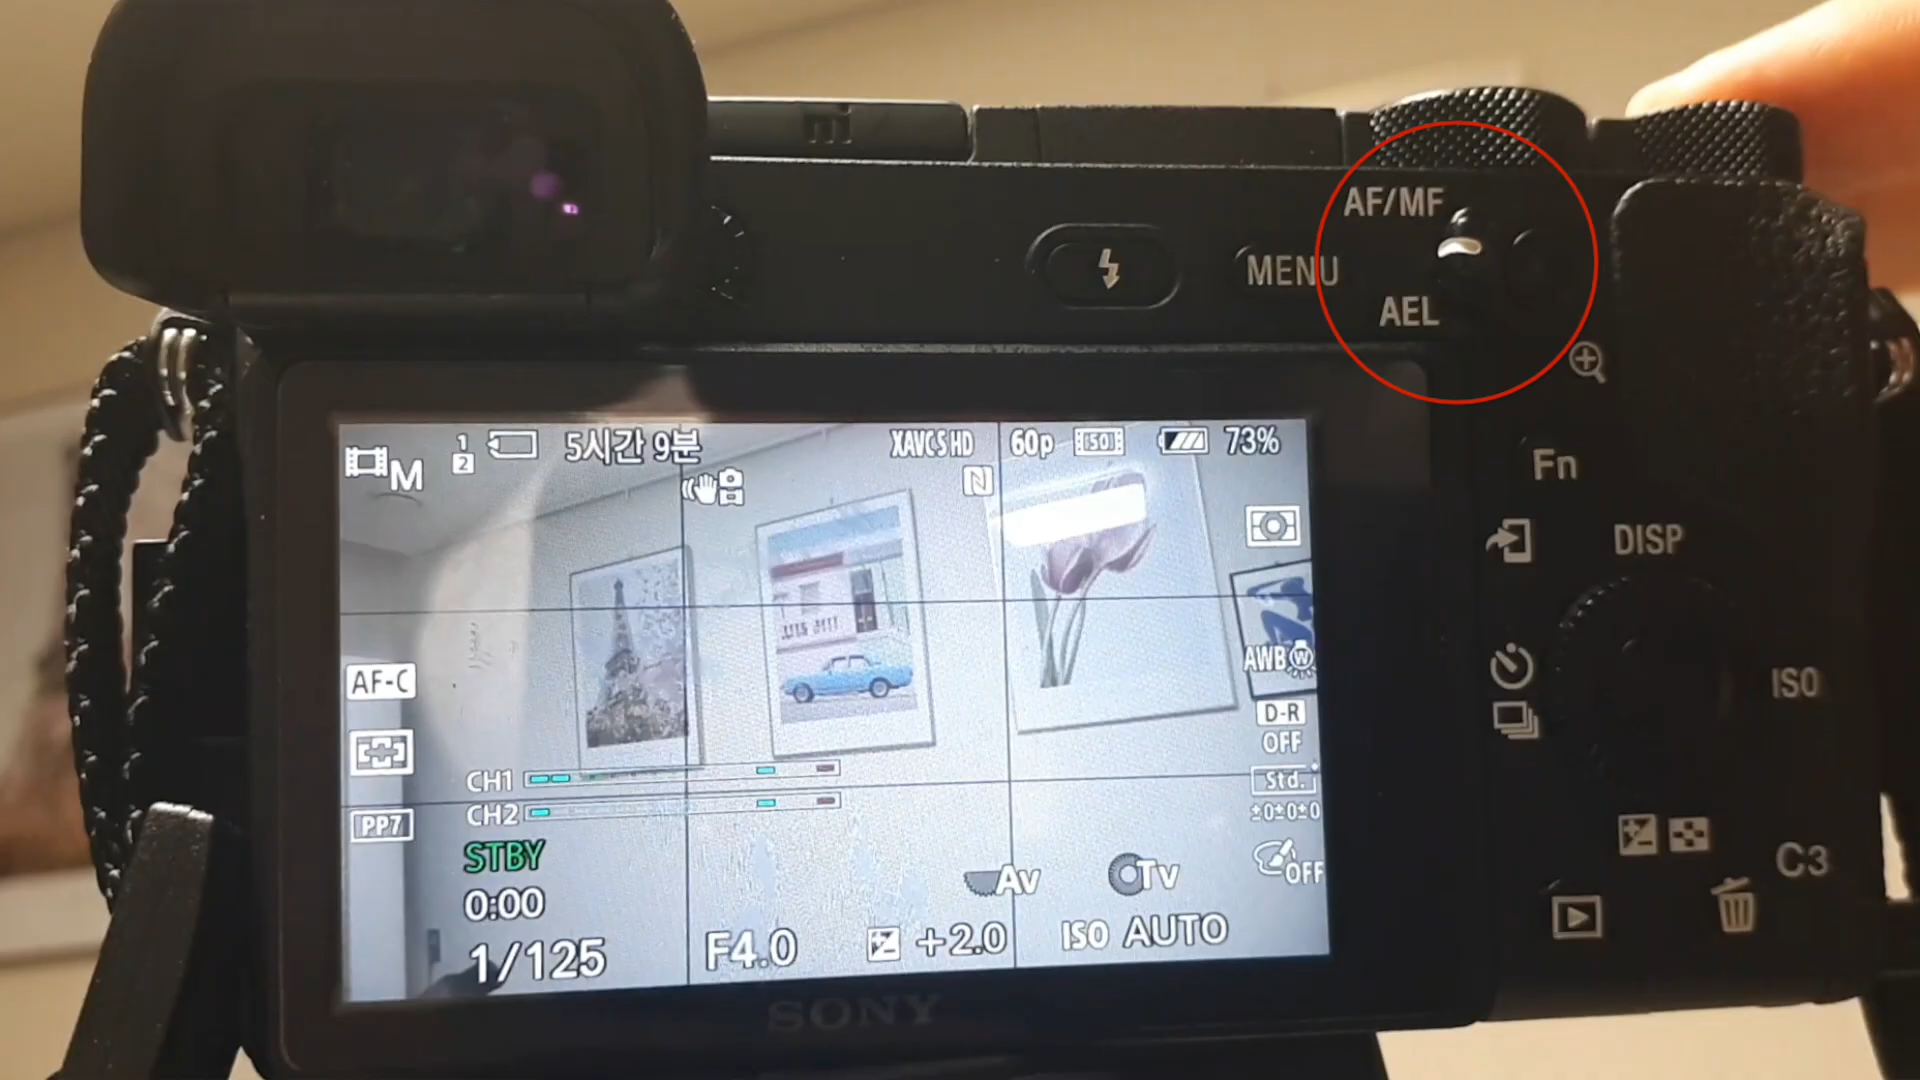 mi
AF/MF
MENU
AEL
M
1
2
5시간 9분
XAVC S HD
60p
50
73%
N
Fn
DISP
AF-C
AWB
W
D-R
OFF
ISO
CH1
CH2
Std.
±0±0±0
PP7
STBY
0:00
Av
Tv
OFF
C3
1/125
F4.0
+2.0
ISO AUTO
SONY